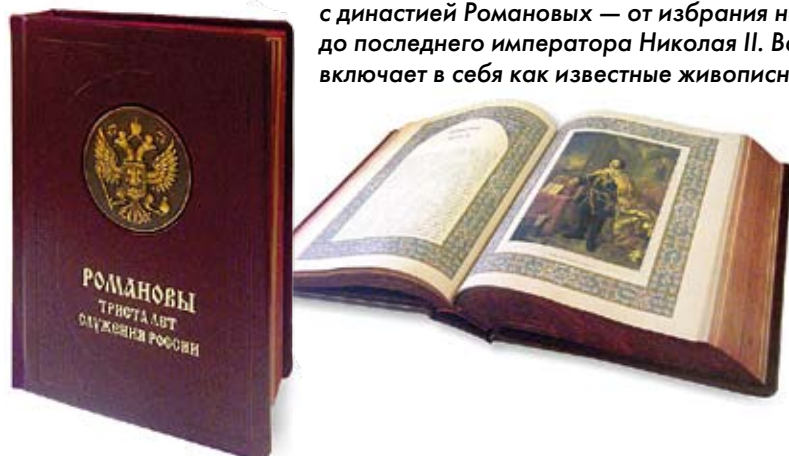 с династией Романовых — от избрания н
до последнего императора Николая II. В
включает в себя как известные живописн
РОМАНОВЫ
ТРИСТА ЛЕТ
СЛУЖЕНИЯ РОССИИ